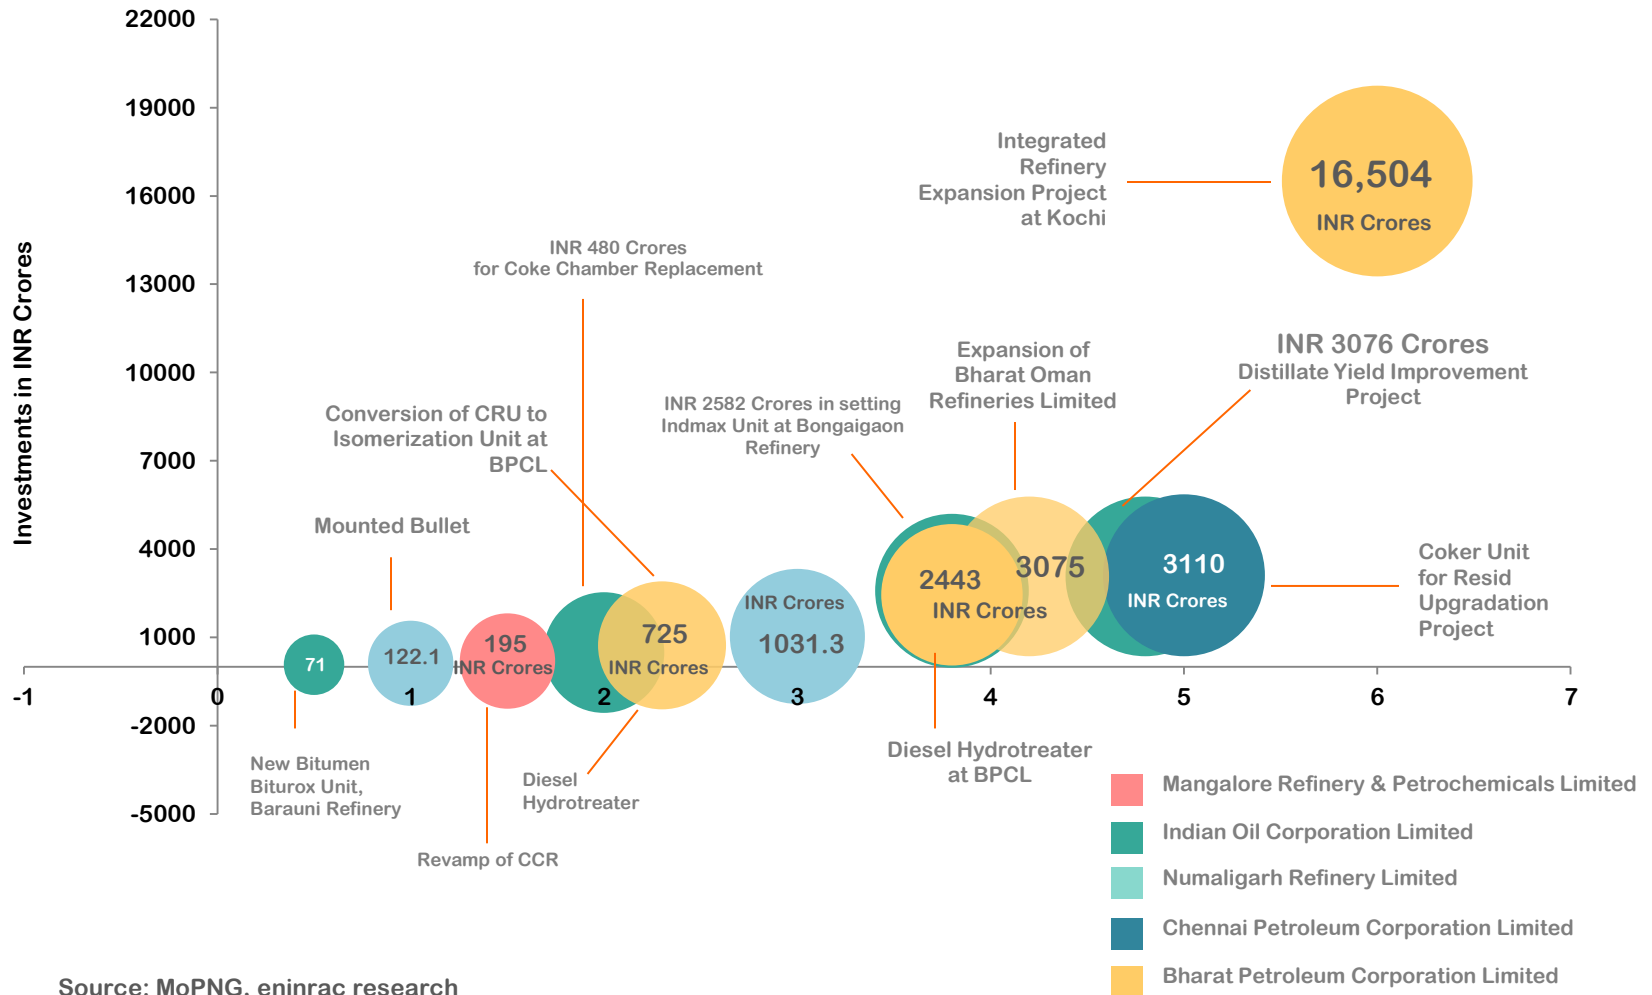 22000
19000
16000
13000
10000
7000
4000
1000
-2000
-5000
Investments in INR Crores
-1
0
1
2
3
4
5
6
7
Integrated
Refinery
Expansion Project
at Kochi
16,504
INR Crores
INR 480 Crores
for Coke Chamber Replacement
INR 3076 Crores
Distillate Yield Improvement
Project
Expansion of
Bharat Oman
Refineries Limited
INR 2582 Crores in setting
Indmax Unit at Bongaigaon
Refinery
Conversion of CRU to
Isomerization Unit at
BPCL
Mounted Bullet
71
122.1
195
INR Crores
725
INR Crores
INR Crores
1031.3
2443
INR Crores
3075
3110
INR Crores
Coker Unit
for Resid
Upgradation
Project
New Bitumen
Biturox Unit,
Barauni Refinery
Diesel
Hydrotreater
Revamp of CCR
Diesel Hydrotreater
at BPCL
Mangalore Refinery & Petrochemicals Limited
Indian Oil Corporation Limited
Numaligarh Refinery Limited
Chennai Petroleum Corporation Limited
Bharat Petroleum Corporation Limited
Source: MoPNG, eninrac research